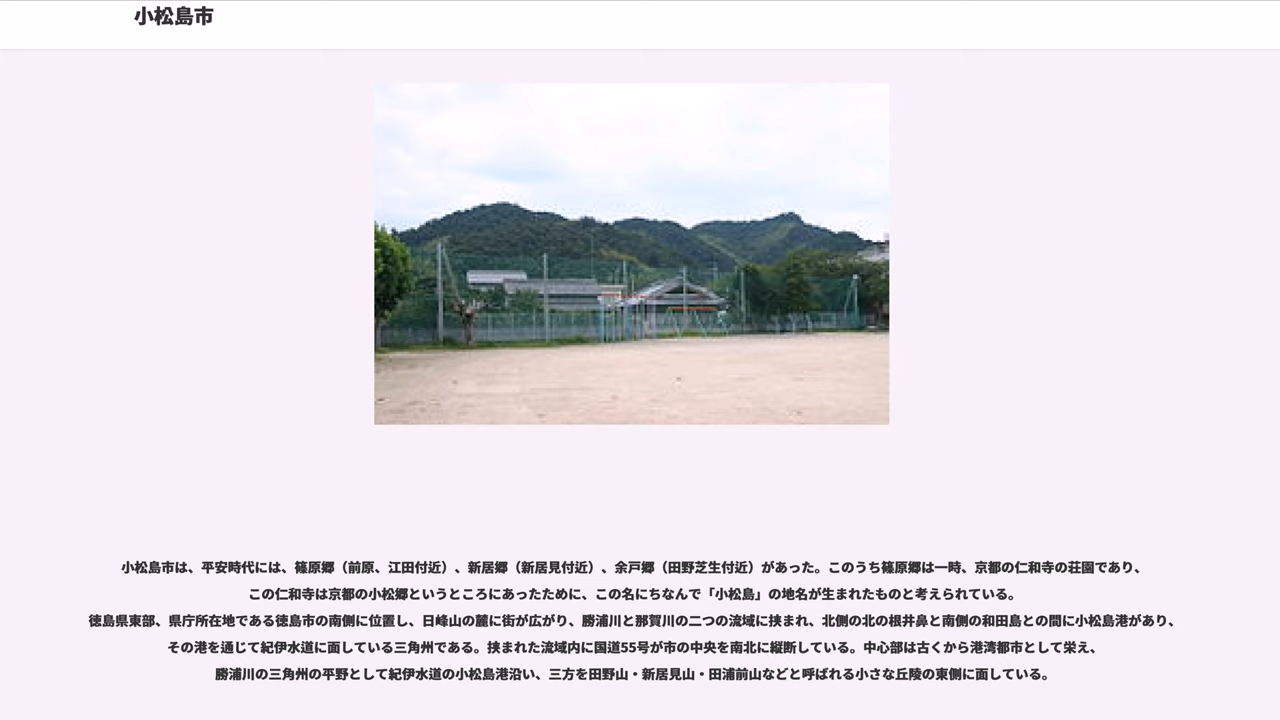 小松島市
小松島市は、平安時代には、篠原郷（前原、江田付近）、新居郷（新居見付近）、余戸郷（田野芝生付近）があった。このうち篠原郷は一時、京都の仁和寺の荘園であり、
この仁和寺は京都の小松郷というところにあったために、この名にちなんで「小松島」の地名が生まれたものと考えられている。
徳島県東部、県庁所在地である徳島市の南側に位置し、日峰山の麓に街が広がり、勝浦川と那賀川の二つの流域に挟まれ、北側の北の根井鼻と南側の和田島との間に小松島港があり、
その港を通じて紀伊水道に面している三角州である。挟まれた流域内に国道55号が市の中央を南北に縦断している。中心部は古くから港湾都市として栄え、
勝浦川の三角州の平野として紀伊水道の小松島港沿い、三方を田野山・新居見山・田浦前山などと呼ばれる小さな丘陵の東側に面している。